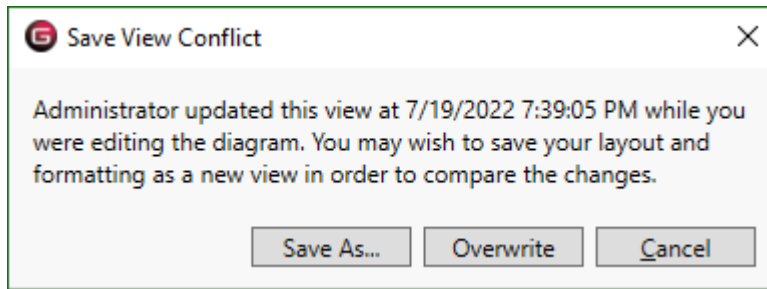 Save View Conflict
Administrator updated this view at 7/19/2022 7:39:05 PM while you
were editing the diagram. You may wish to save your layout and
formatting as a new view in order to compare the changes.
Save As... Overwrite Cancel